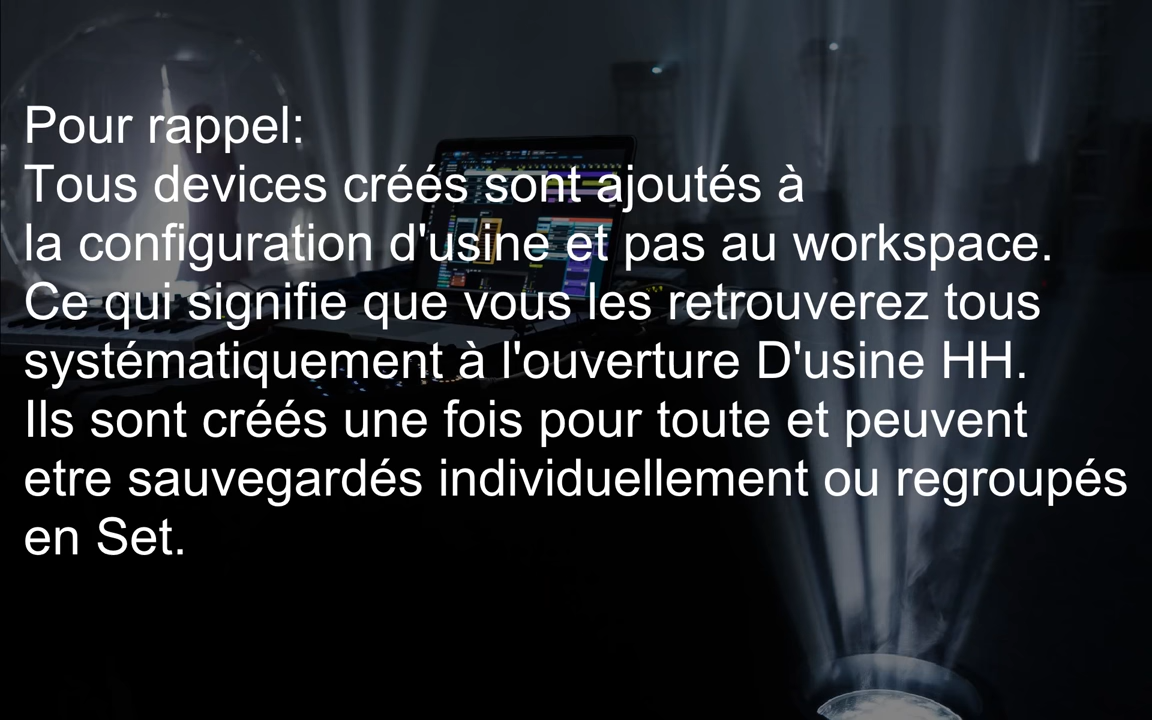 Pour rappel:
Tous devices créés sont ajoutés à
la configuration d'usine et pas au workspace.
Ce qui signifie que vous les retrouverez tous
systématiquement à l'ouverture D'usine HH.
Ils sont créés une fois pour toute et peuvent
etre sauvegardés individuellement ou regroupés
en Set.